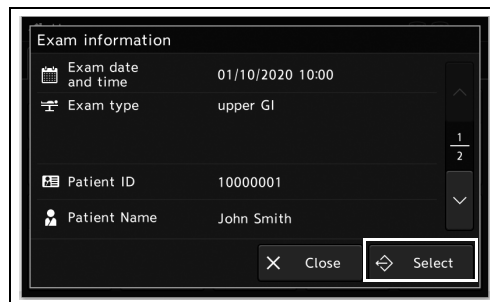 Exam information
Exam date
and time
01/10/2020 10:00
Exam type
upper GI
1
2
Patient ID
10000001
Patient Name
John Smith
Close
Select